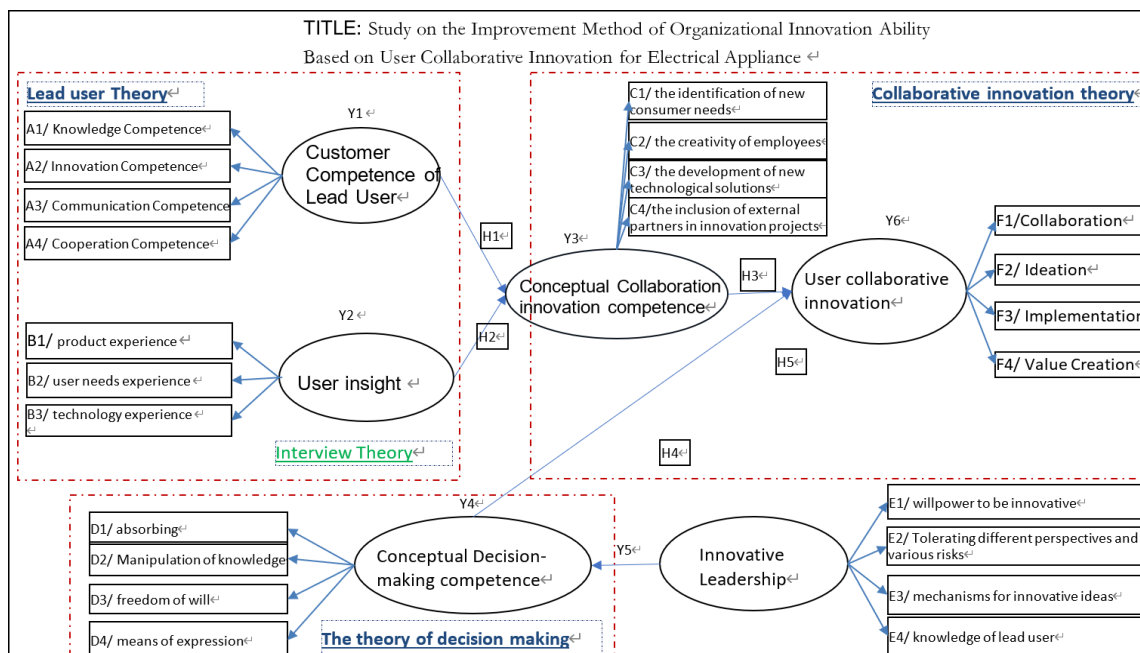 TITLE: Study on the Improvement Method of Organizational Innovation Ability
Based on User Collaborative Innovation for Electrical Appliance ↵
Lead user Theory↵
Collaborative innovation theory
A1/ Knowledge Competence↵
A2/ Innovation Competence↵
A3/ Communication Competence
A4/ Cooperation Competence↵
Y1 ↵
Customer
Competence of
Lead User↵
H1↵
C1/ the identification of new
consumer needs↵
C2/ the creativity of employees↵
C3/ the development of new
technological solutions↵
C4/the inclusion of external
partners in innovation projects↵
Y3↵
Conceptual Collaboration
innovation competence↵
H3↵
Y6↵
User collaborative
innovation↵
F1/Collaboration↵
F2/ Ideation↵
F3/ Implementation
F4/ Value Creation↵
B1/ product experience↵
B2/ user needs experience↵
B3/ technology experience↵
↵
Y2↵
User insight ↵
H2↵
H5↵
Interview Theory↵
H4↵
D1/ absorbing↵
D2/ Manipulation of knowledge↵
D3/ freedom of will↵
D4/ means of expression↵
Y4↵
Conceptual Decision-
making competence↵
The theory of decision making↵
Y5↵
Innovative
Leadership↵
E1/ willpower to be innovative↵
E2/ Tolerating different perspectives and
various risks↵
E3/ mechanisms for innovative ideas↵
E4/ knowledge of lead user↵